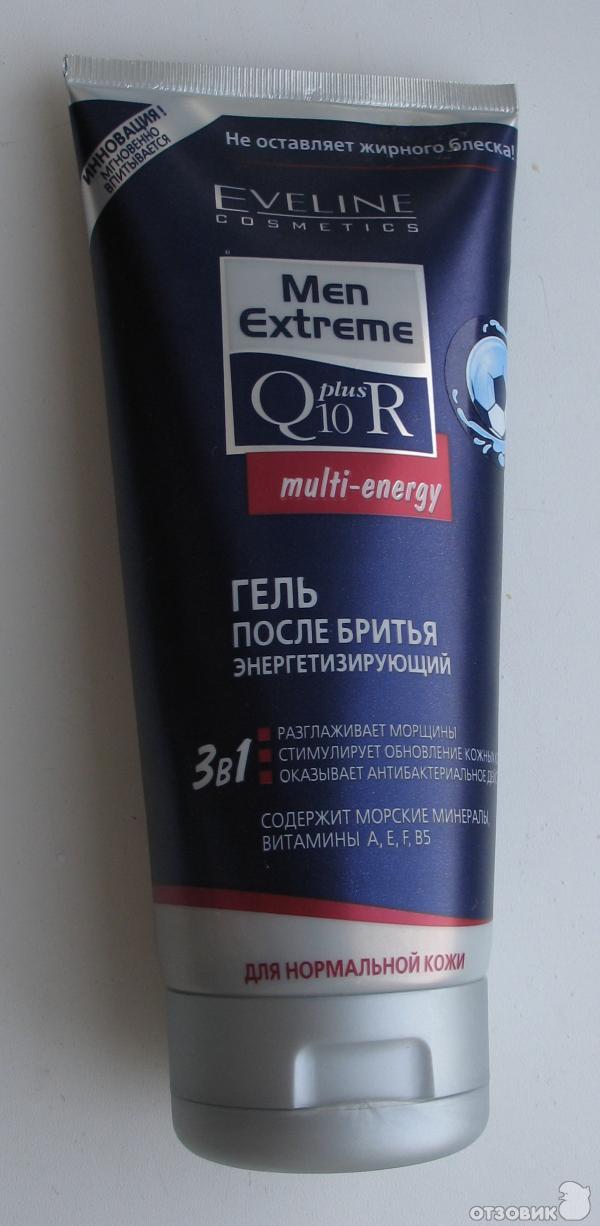 ИННОВАЦИЯ!
МГНОВЕННО
ВПИТЫВАЕТСЯ
Не оставляет жирного блеска!
EVELINE
COSMETICS
Men
Extreme
Q plus 10 R
multi-energy
ГЕЛЬ
ПОСЛЕ БРИТЬЯ
ЭНЕРГЕТИЗИРУЮЩИЙ
3в1
РАЗГЛАЖИВАЕТ МОРЩИНЫ
СТИМУЛИРУЕТ ОБНОВЛЕНИЕ КОЖНЫХ
ОКАЗЫВАЕТ АНТИБАКТЕРИАЛЬНОЕ
СОДЕРЖИТ МОРСКИЕ МИНЕРАЛЫ,
ВИТАМИНЫ A, E, F, B5
ДЛЯ НОРМАЛЬНОЙ КОЖИ
ОТЗОВИК